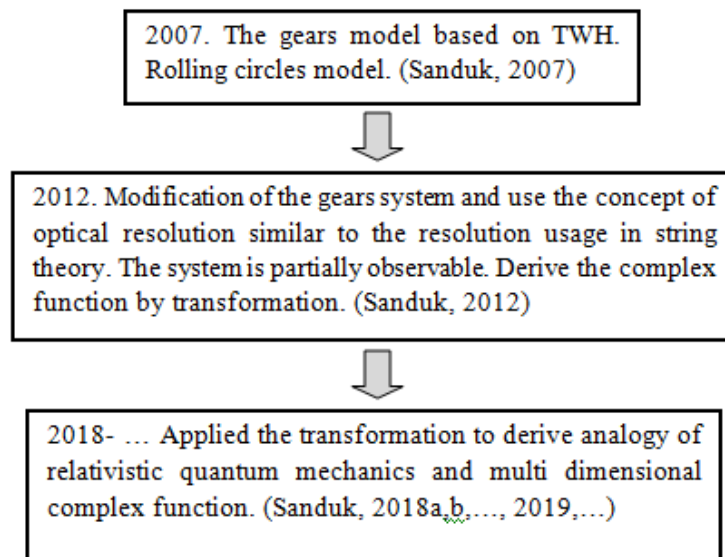 2007. The gears model based on TWH.
Rolling circles model. (Sanduk, 2007)
2012. Modification of the gears system and use the concept of
optical resolution similar to the resolution usage in string
theory. The system is partially observable. Derive the complex
function by transformation. (Sanduk, 2012)
2018- … Applied the transformation to derive analogy of
relativistic quantum mechanics and multi dimensional
complex function. (Sanduk, 2018a,b,…, 2019,…)